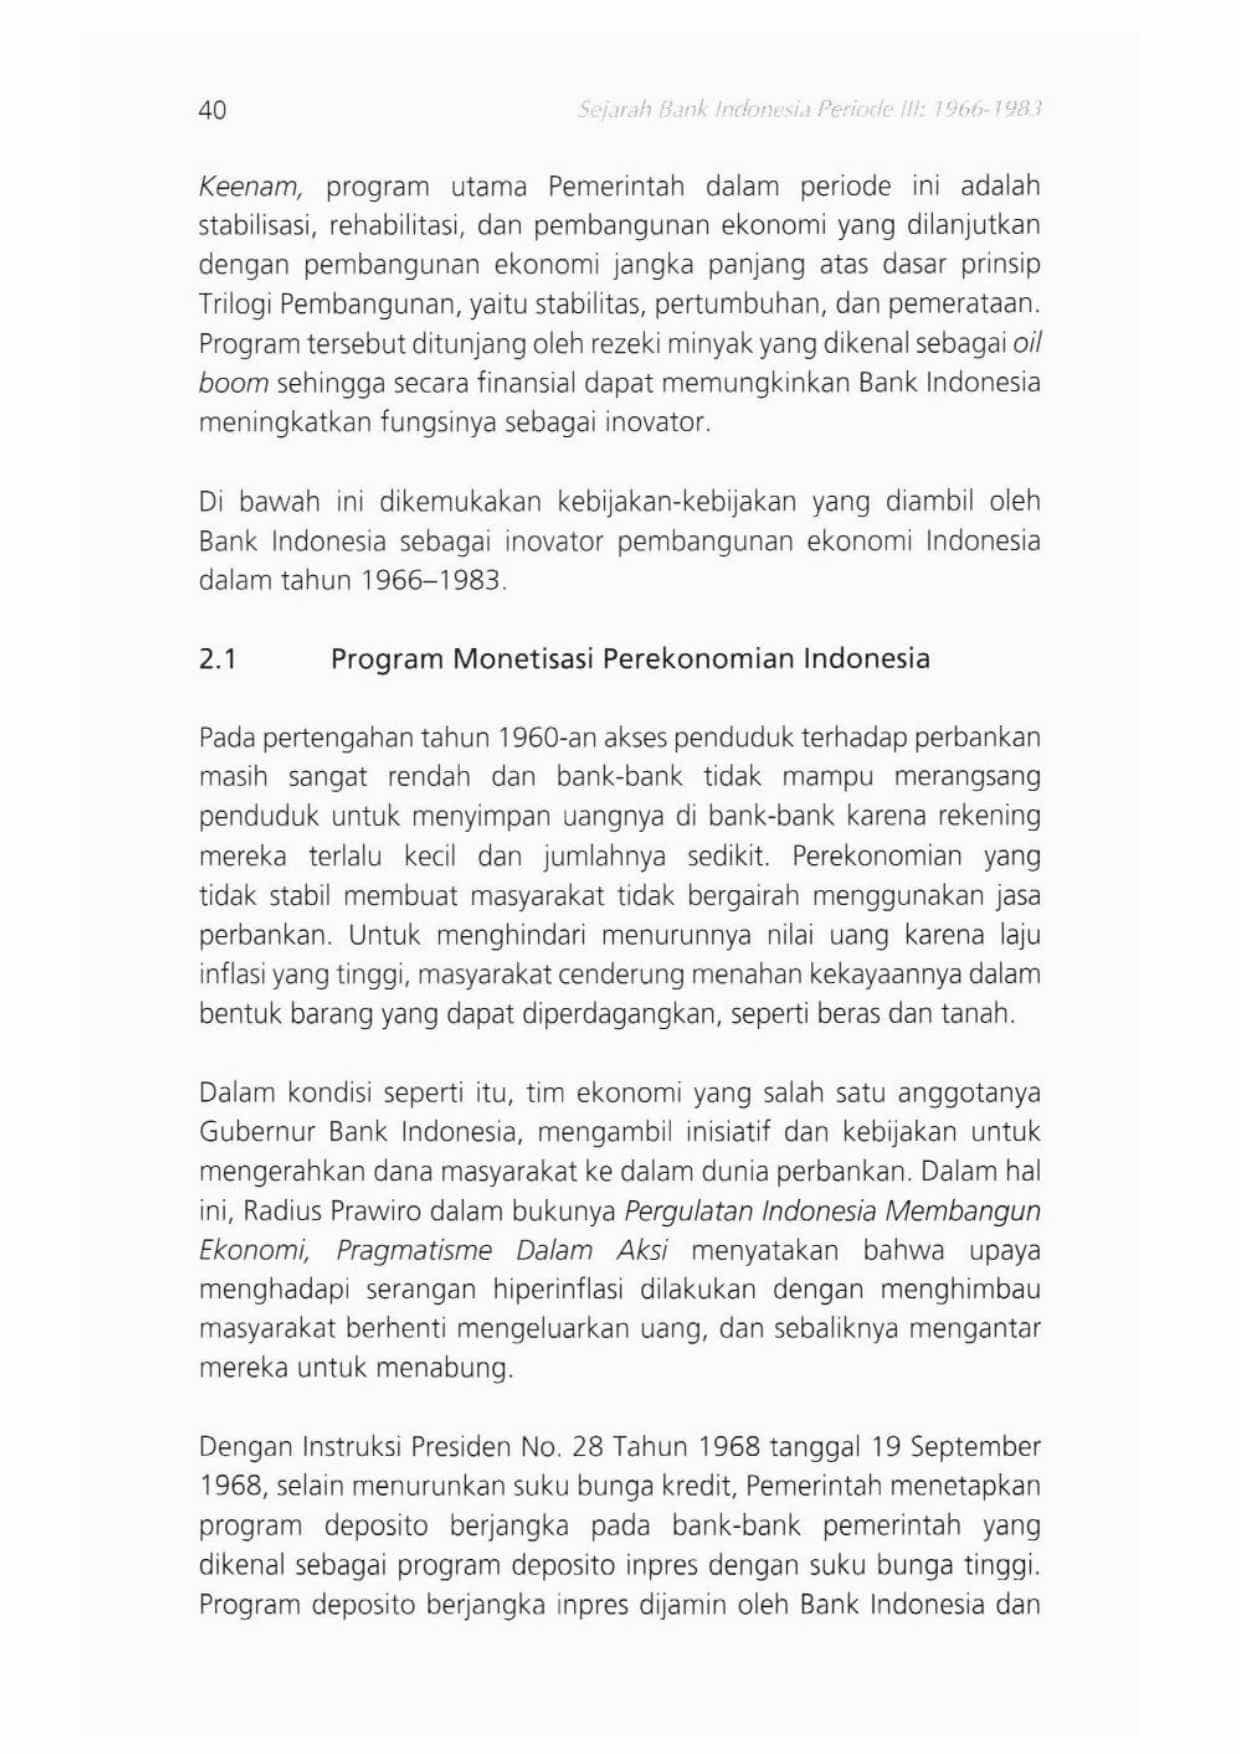 40
Sejarah Bank Indonesia Periode III: 1966-1983
Keenam, program utama Pemerintah dalam periode ini adalah
stabilisasi, rehabilitasi, dan pembangunan ekonomi yang dilanjutkan
dengan pembangunan ekonomi jangka panjang atas dasar prinsip
Trilogi Pembangunan, yaitu stabilitas, pertumbuhan, dan pemerataan.
Program tersebut ditunjang oleh rezeki minyak yang dikenal sebagai oil
boom sehingga secara finansial dapat memungkinkan Bank Indonesia
meningkatkan fungsinya sebagai inovator.
Di bawah ini dikemukakan kebijakan-kebijakan yang diambil oleh
Bank Indonesia sebagai inovator pembangunan ekonomi Indonesia
dalam tahun 1966–1983.
2.1 Program Monetisasi Perekonomian Indonesia
Pada pertengahan tahun 1960-an akses penduduk terhadap perbankan
masih sangat rendah dan bank-bank tidak mampu merangsang
penduduk untuk menyimpan uangnya di bank-bank karena rekening
mereka terlalu kecil dan jumlahnya sedikit. Perekonomian yang
tidak stabil membuat masyarakat tidak bergairah menggunakan jasa
perbankan. Untuk menghindari menurunnya nilai uang karena laju
inflasi yang tinggi, masyarakat cenderung menahan kekayaannya dalam
bentuk barang yang dapat diperdagangkan, seperti beras dan tanah.
Dalam kondisi seperti itu, tim ekonomi yang salah satu anggotanya
Gubernur Bank Indonesia, mengambil inisiatif dan kebijakan untuk
mengerahkan dana masyarakat ke dalam dunia perbankan. Dalam hal
ini, Radius Prawiro dalam bukunya Pergulatan Indonesia Membangun
Ekonomi, Pragmatisme Dalam Aksi menyatakan bahwa upaya
menghadapi serangan hiperinflasi dilakukan dengan menghimbau
masyarakat berhenti mengeluarkan uang, dan sebaliknya mengantar
mereka untuk menabung.
Dengan Instruksi Presiden No. 28 Tahun 1968 tanggal 19 September
1968, selain menurunkan suku bunga kredit, Pemerintah menetapkan
program deposito berjangka pada bank-bank pemerintah yang
dikenal sebagai program deposito inpres dengan suku bunga tinggi.
Program deposito berjangka inpres dijamin oleh Bank Indonesia dan